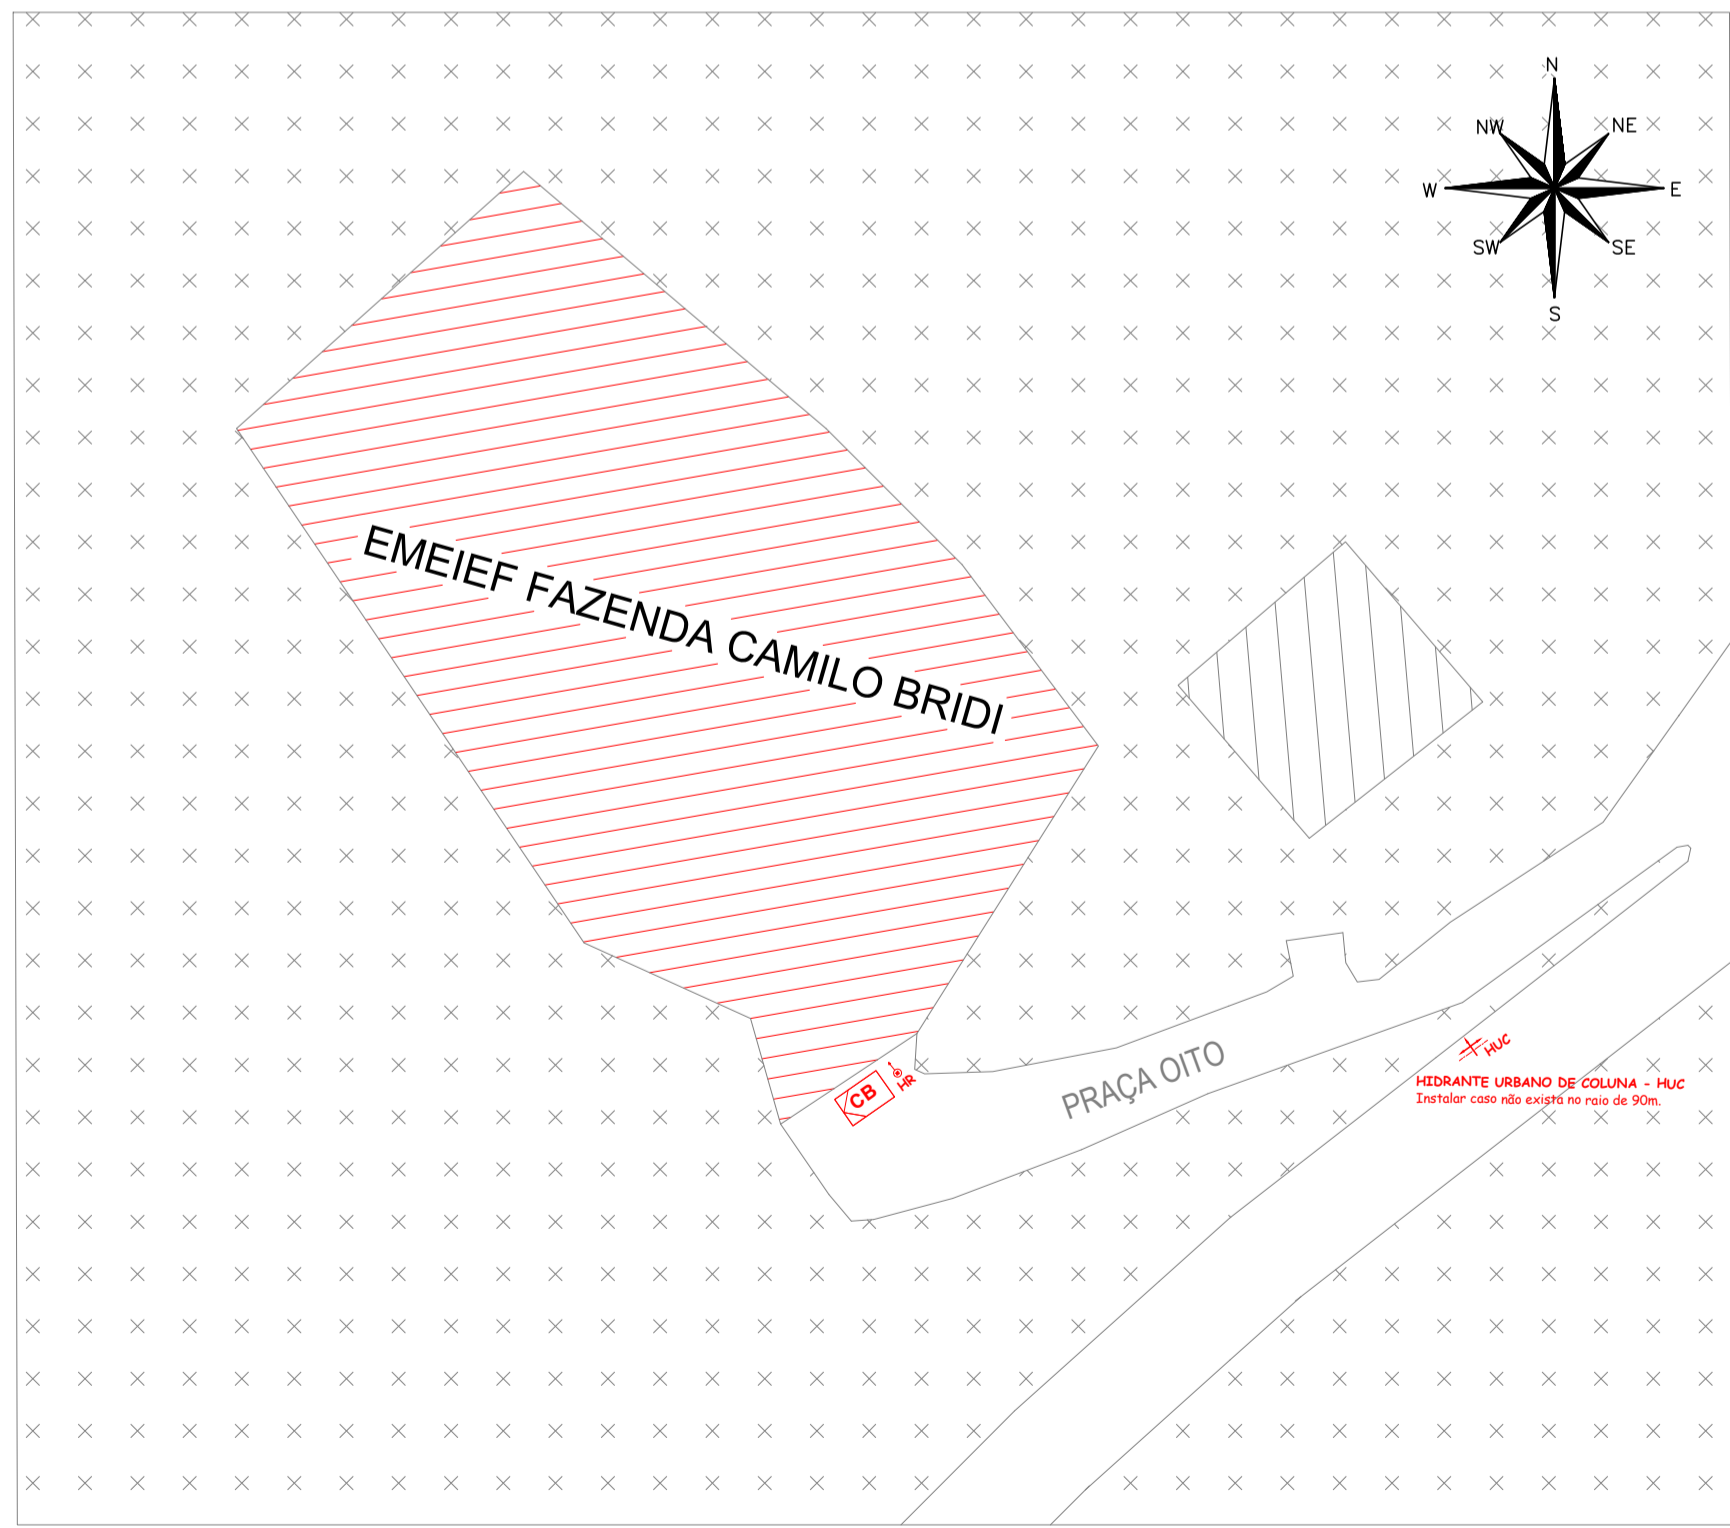 N
NW
NE
W
E
SW
SE
S
EMEIEF FAZENDA CAMILO BRIDI
CB
HR
PRAÇA OITO
HUC
HIDRANTE URBANO DE COLUNA - HUC
Instalar caso não exista no raio de 90m.